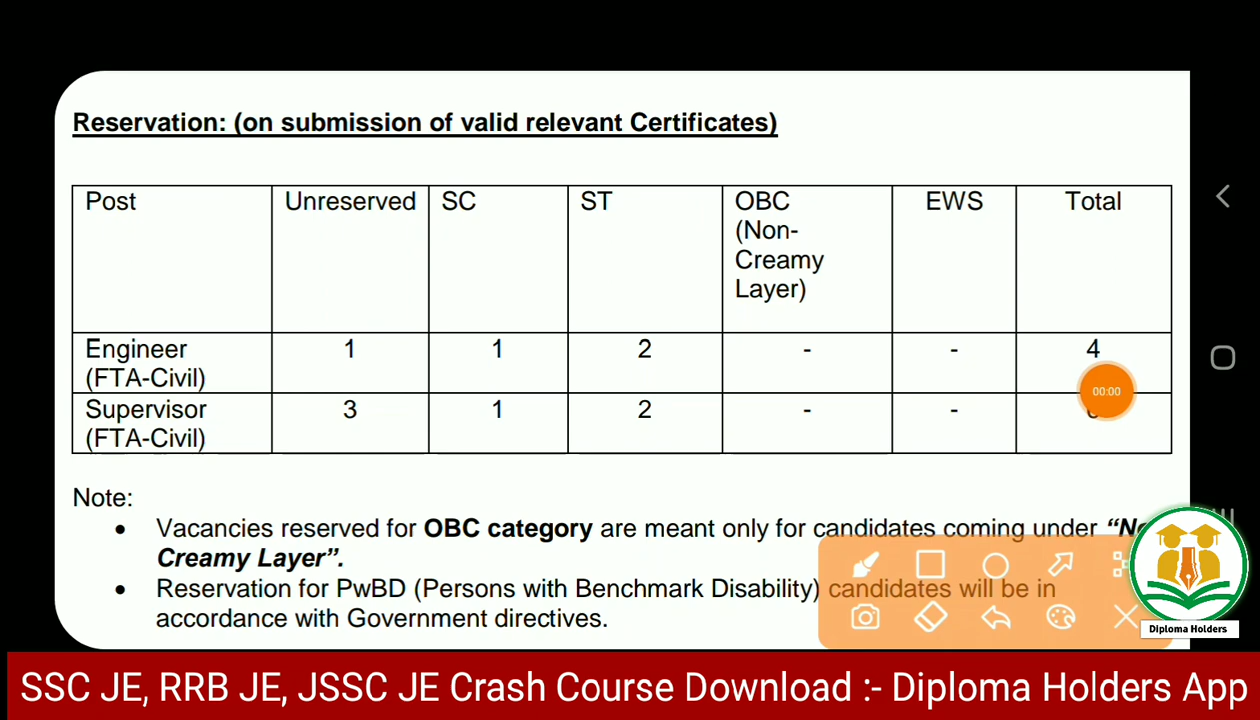 Reservation: (on submission of valid relevant Certificates)
Post Unreserved SC ST OBC EWS Total
(Non-
Creamy
Layer)
Engineer 1 1 2 - - 4
(FTA-Civil)
00:00
Supervisor 3 1 2 - -
(FTA-Civil)
Note:
• Vacancies reserved for OBC category are meant only for candidates coming under
Creamy Layer”.
• Reservation for PwBD (Persons with Benchmark Disability) candidates will be in
accordance with Government directives.
Diploma Holders
SSC JE, RRB JE, JSSC JE Crash Course Download :- Diploma Holders App